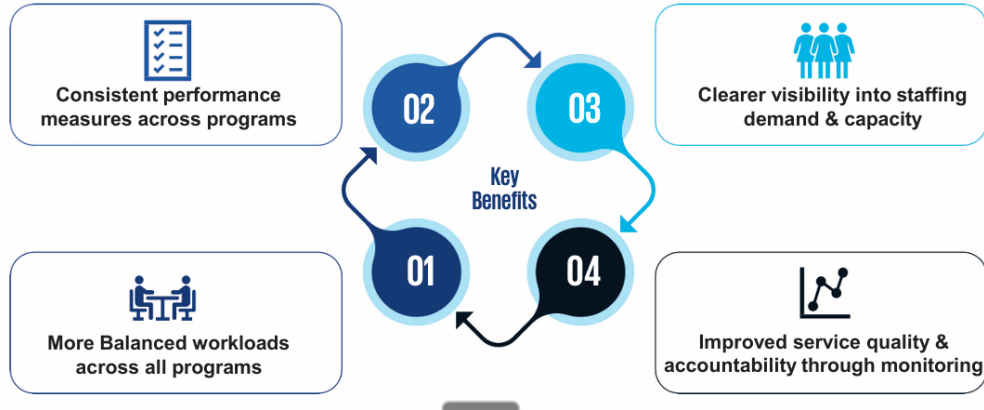 Consistent performance
measures across programs
02
03
Clearer visibility into staffing
demand & capacity
Key
Benefits
More Balanced workloads
across all programs
01
04
Improved service quality &
accountability through monitoring